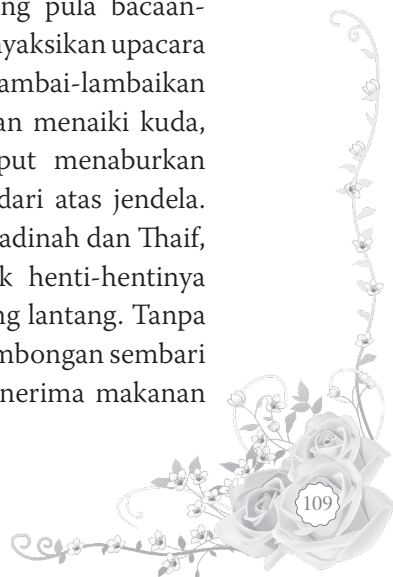 ng pula bacaan-
nyaksikan upacara
ambai-lambaikan
an menaiki kuda,
put menaburkan
dari atas jendela.
adinah dan Thaif,
k henti-hentinya
ng lantang. Tanpa
mbongan sembari
nerima makanan
109